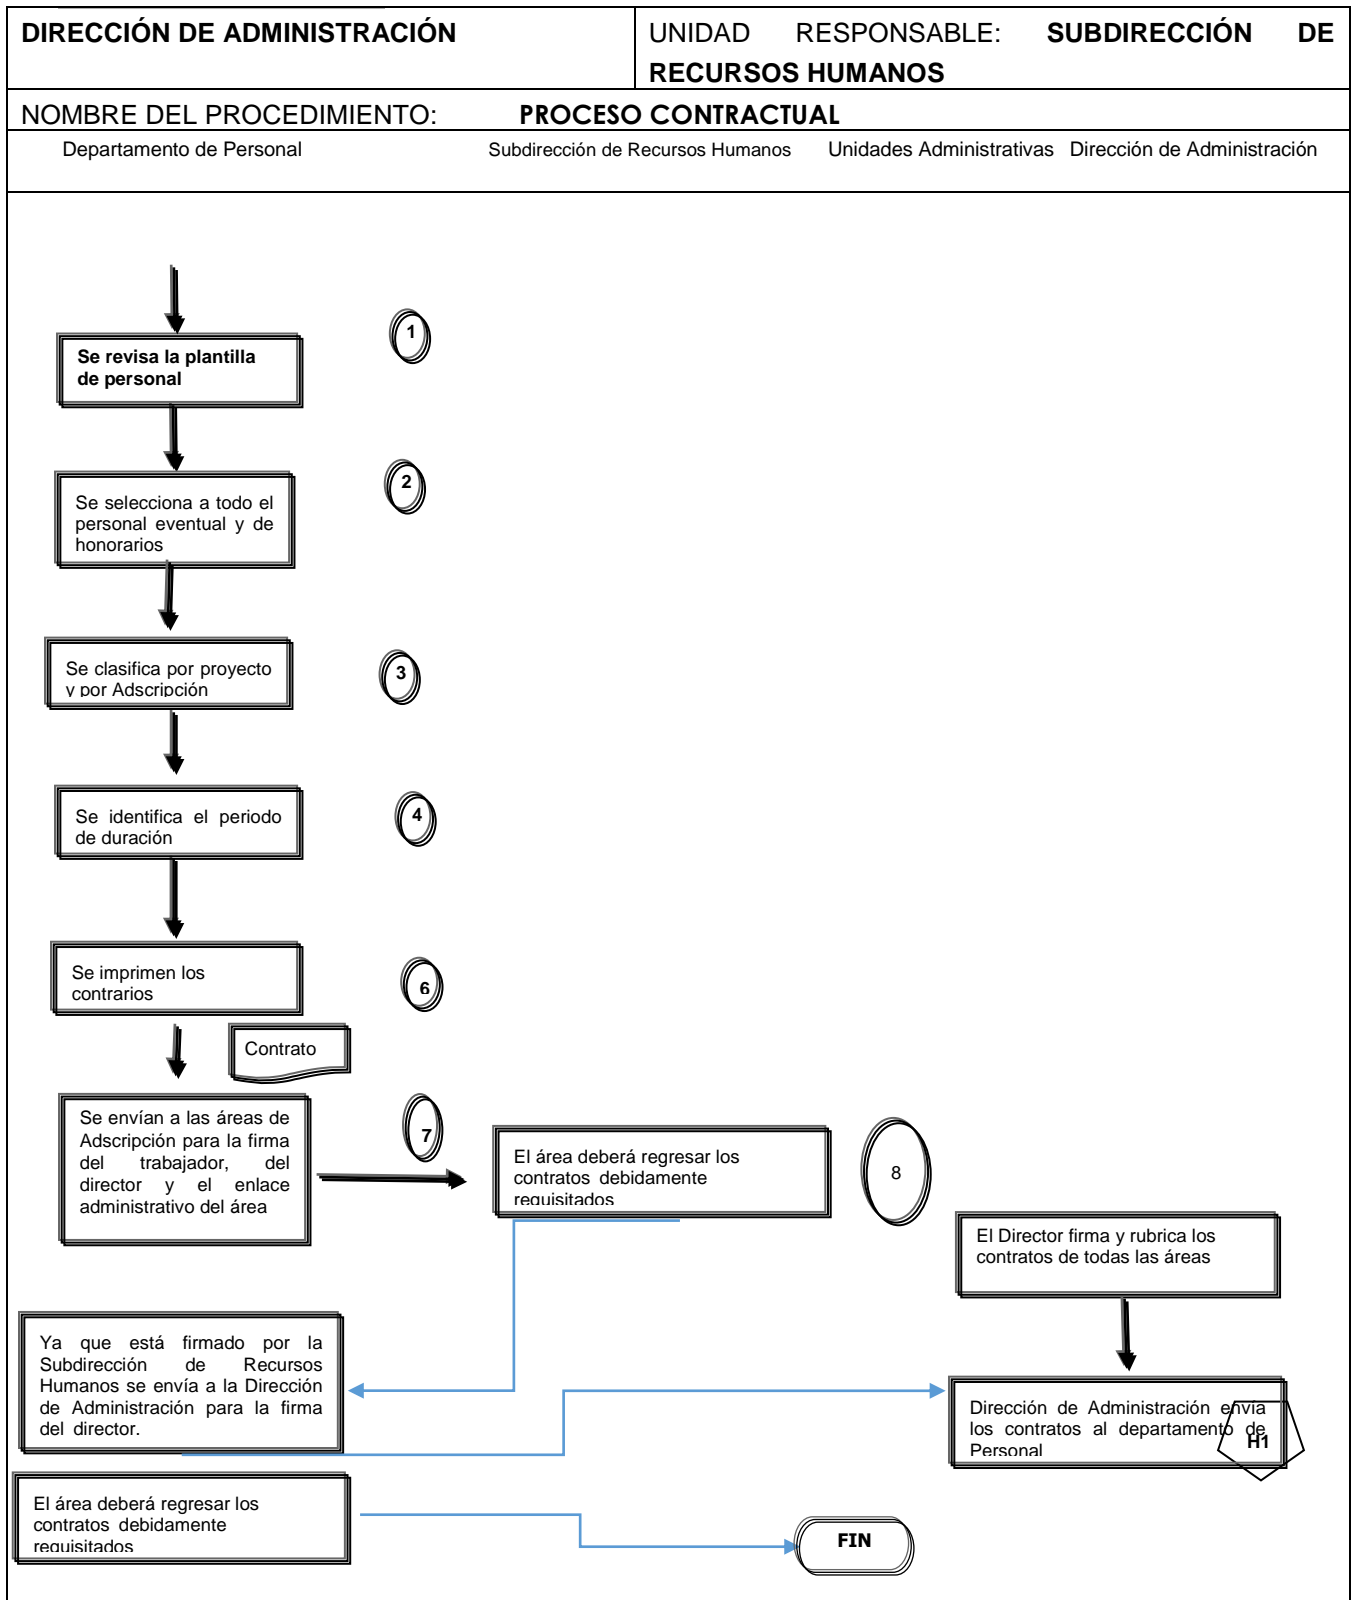 DIRECCIÓN DE ADMINISTRACIÓN
UNIDAD RESPONSABLE: SUBDIRECCIÓN DE
RECURSOS HUMANOS
NOMBRE DEL PROCEDIMIENTO: PROCESO CONTRACTUAL
Departamento de Personal Subdirección de Recursos Humanos Unidades Administrativas Dirección de Administración
1
Se revisa la plantilla
de personal
2
Se selecciona a todo el
personal eventual y de
honorarios
3
Se clasifica por proyecto
y por Adscripción
4
Se identifica el periodo
de duración
6
Se imprimen los
contrarios
Contrato
7
Se envían a las áreas de
Adscripción para la firma
del trabajador, del
director y el enlace
administrativo del área
El área deberá regresar los
contratos debidamente
requisitados
8
El Director firma y rubrica los
contratos de todas las áreas
Ya que está firmado por la
Subdirección de Recursos
Humanos se envía a la Dirección
de Administración para la firma
del director.
Dirección de Administración envía
los contratos al departamento de
Personal
H1
El área deberá regresar los
contratos debidamente
requisitados
FIN